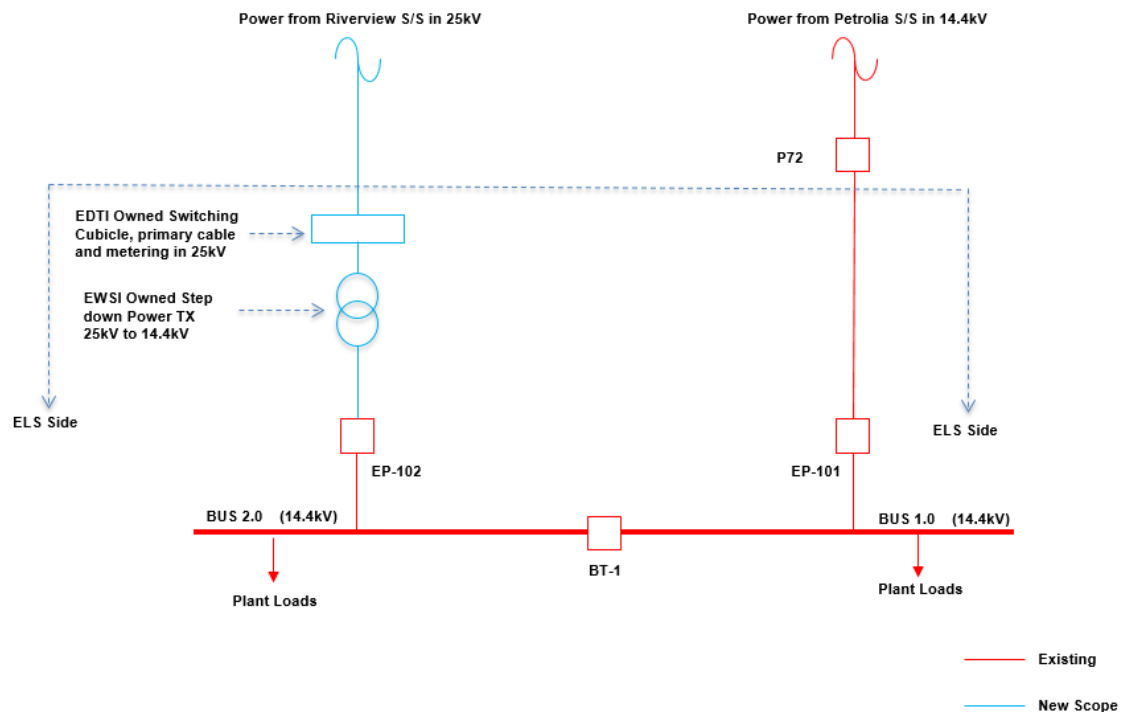 Power from Riverview S/S in 25kV
Power from Petrolia S/S in 14.4kV
P72
EDTI Owned Switching
Cubicle, primary cable
and metering in 25kV
EWSI Owned Step
down Power TX
25kV to 14.4kV
ELS Side
ELS Side
EP-102
EP-101
BUS 2.0 (14.4kV)
BUS 1.0 (14.4kV)
BT-1
Plant Loads
Plant Loads
Existing
New Scope